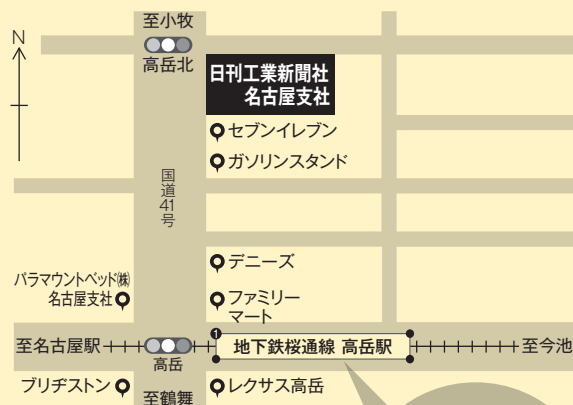 至小牧
N
高岳北
日刊工業新聞社
名古屋支社
セブンイレブン
ガソリンスタンド
国道41号
デニーズ
パラマウントベッド㈱
名古屋支社
ファミリー
マート
1
至名古屋駅
地下鉄桜通線 高岳駅
至今池
高岳
ブリヂストン
至鶴舞
レクサス高岳